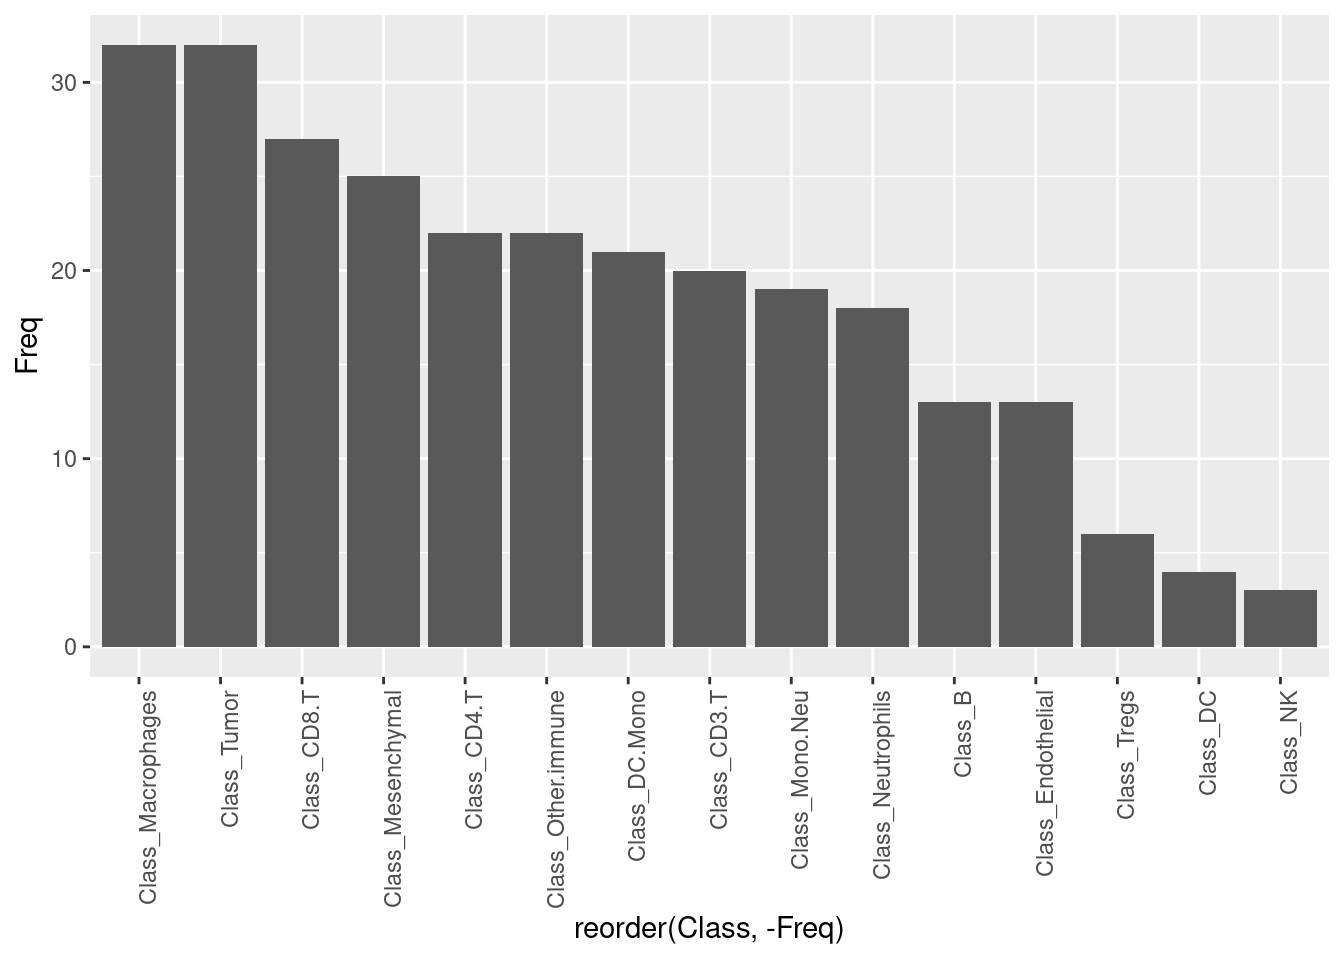 30
20
10
0
Freq
Class_Macrophages
Class_Tumor
Class_CD8.T
Class_Mesenchymal
Class_CD4.T
Class_Other.immune
Class_DC.Mono
Class_CD3.T
Class_Mono.Neu
Class_Neutrophils
Class_B
Class_Endothelial
Class_Tregs
Class_DC
Class_NK
reorder(Class, -Freq)